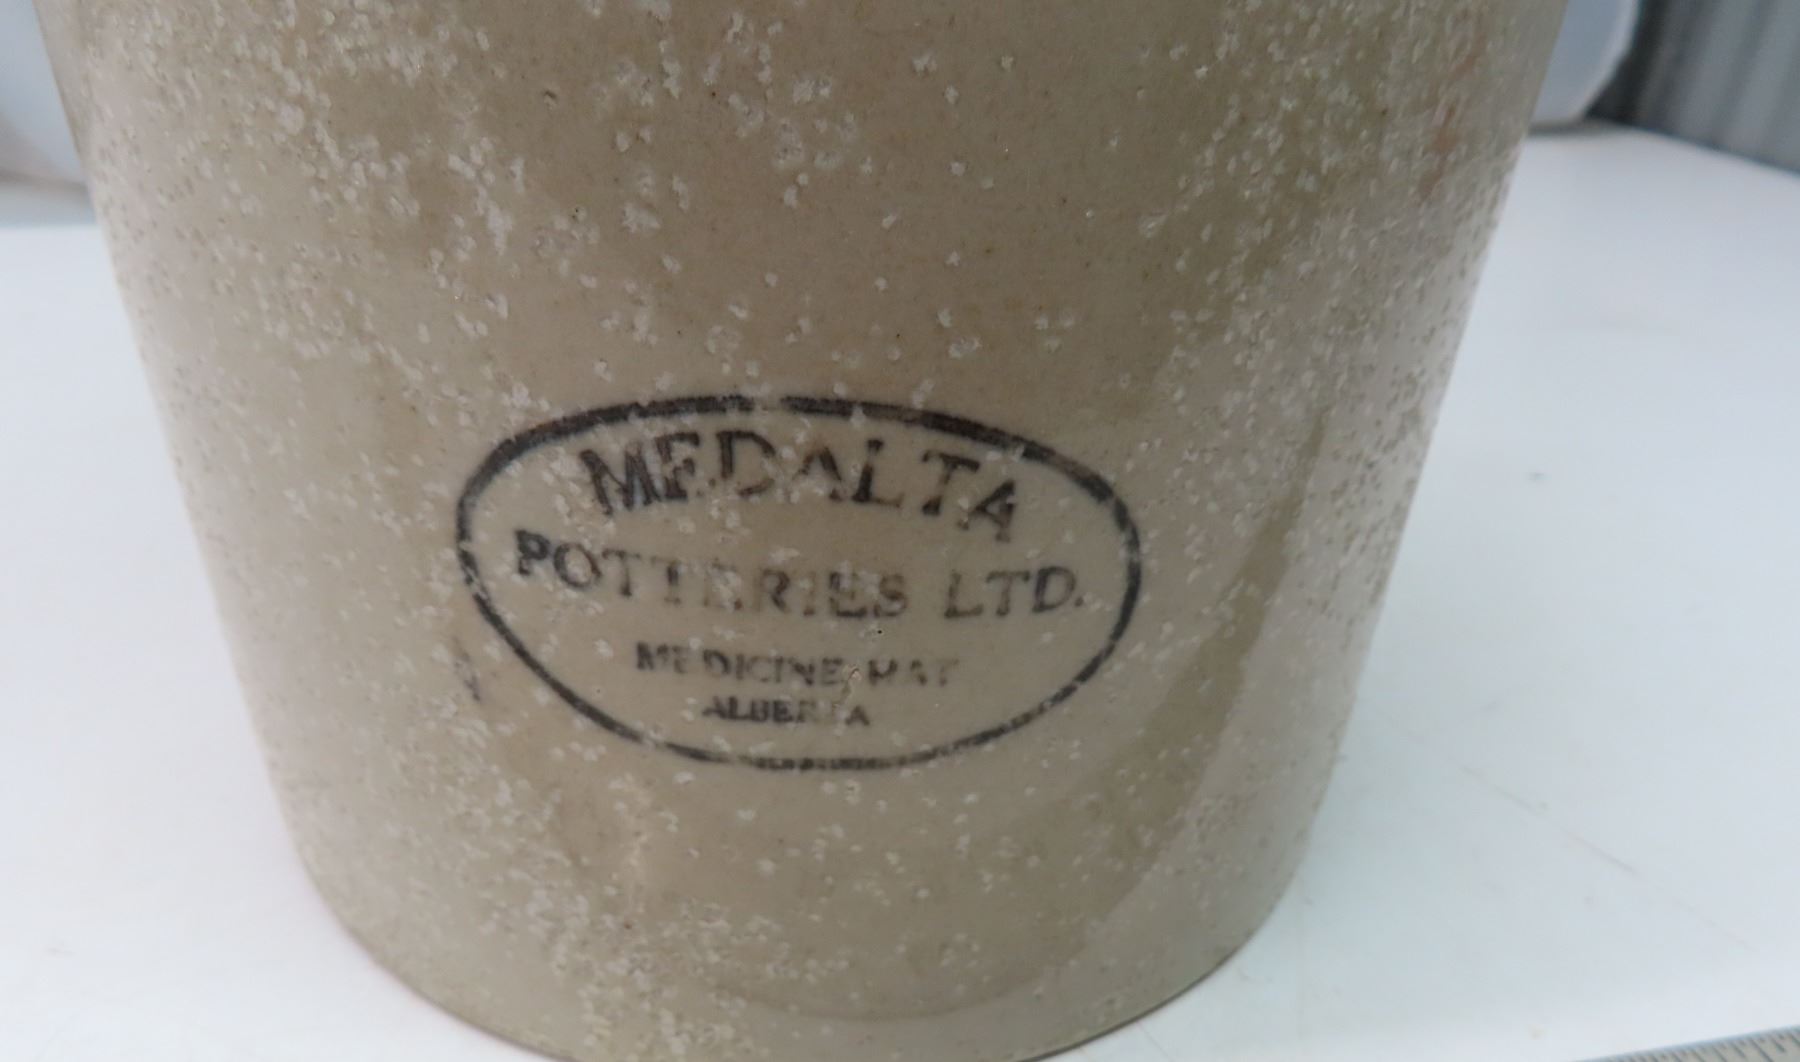 MEDALTA
POTTERIES LTD.
MEDICINE HAT
ALBERTA